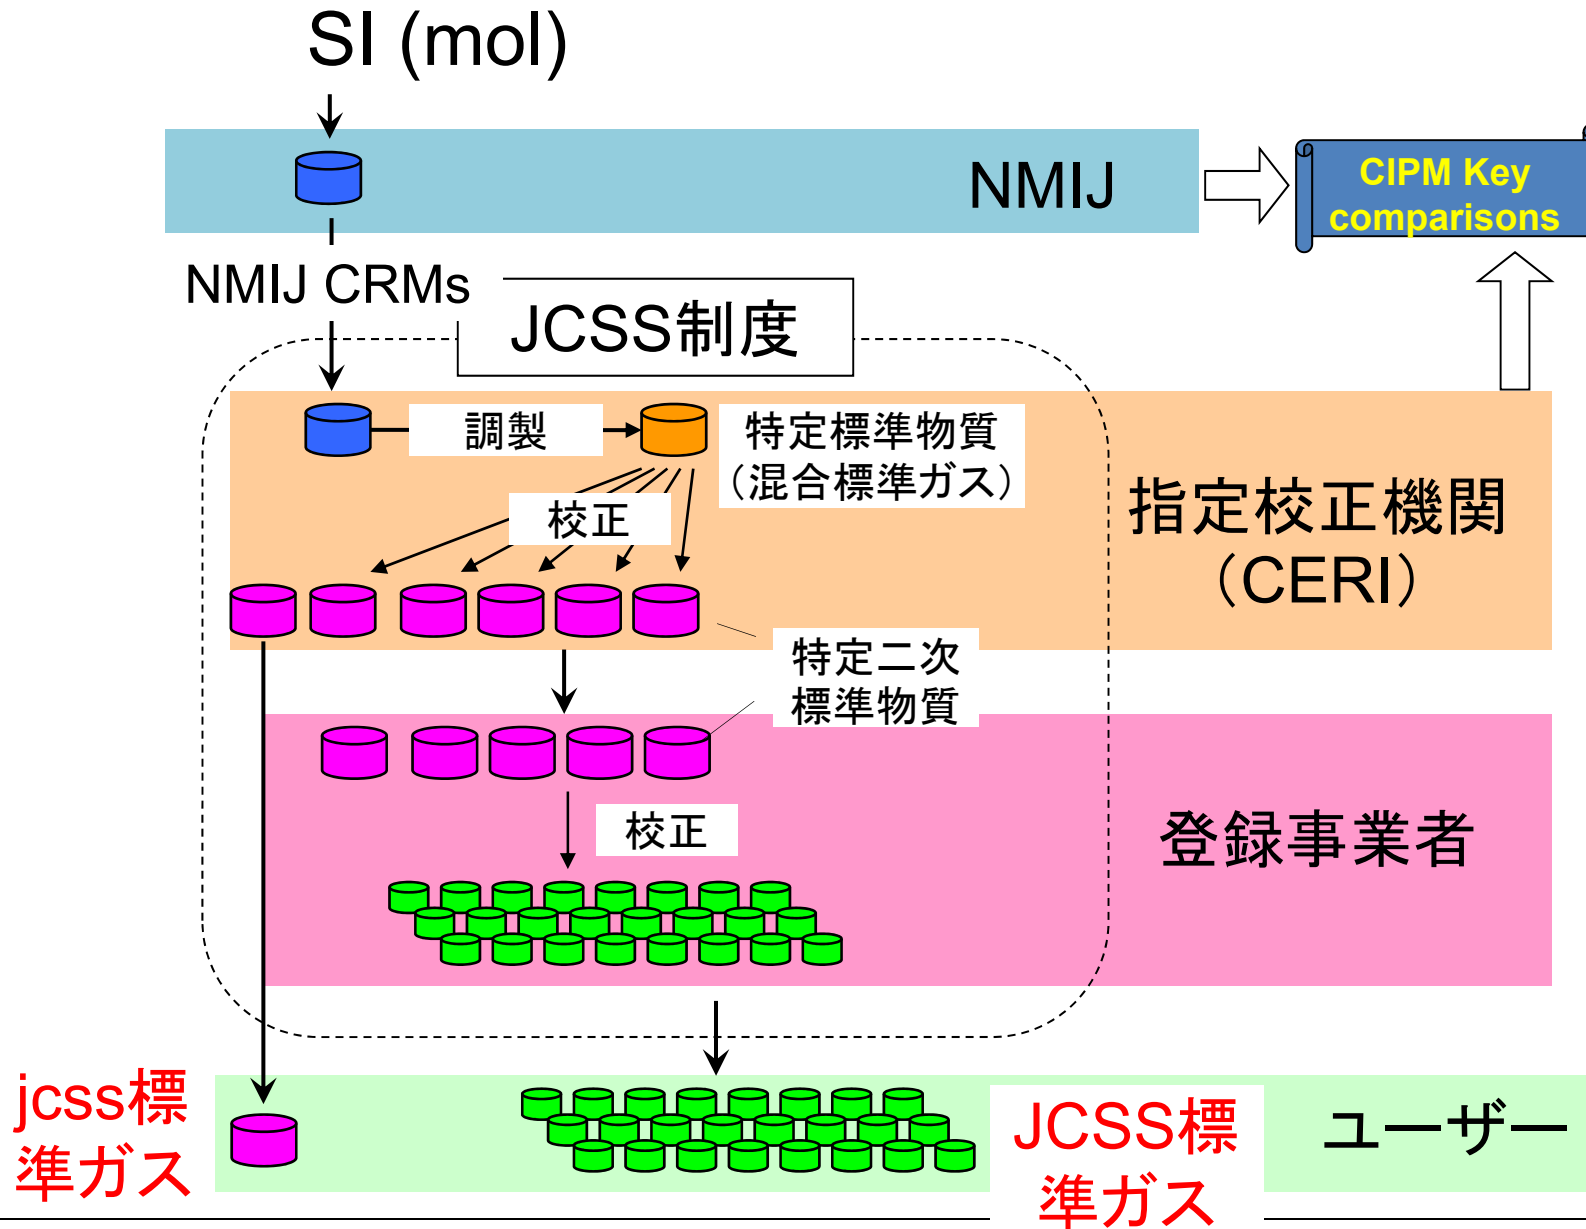 SI (mol)
NMIJ
CIPM Key
comparisons
NMIJ CRMs
JCSS制度
調製
特定標準物質
（混合標準ガス）
校正
指定校正機関
（CERI）
特定二次
標準物質
校正
登録事業者
jcss標
準ガス
JCSS標
準ガス
ユーザー